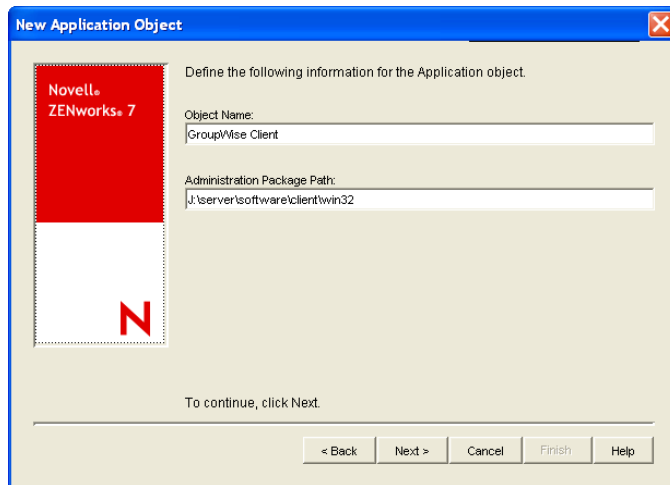 New Application Object
Novell®
ZENworks® 7
Define the following information for the Application object.
Object Name:
GroupWise Client
Administration Package Path:
J:\server\software\client\win32
N
To continue, click Next.
< Back
Next >
Cancel
Finish
Help